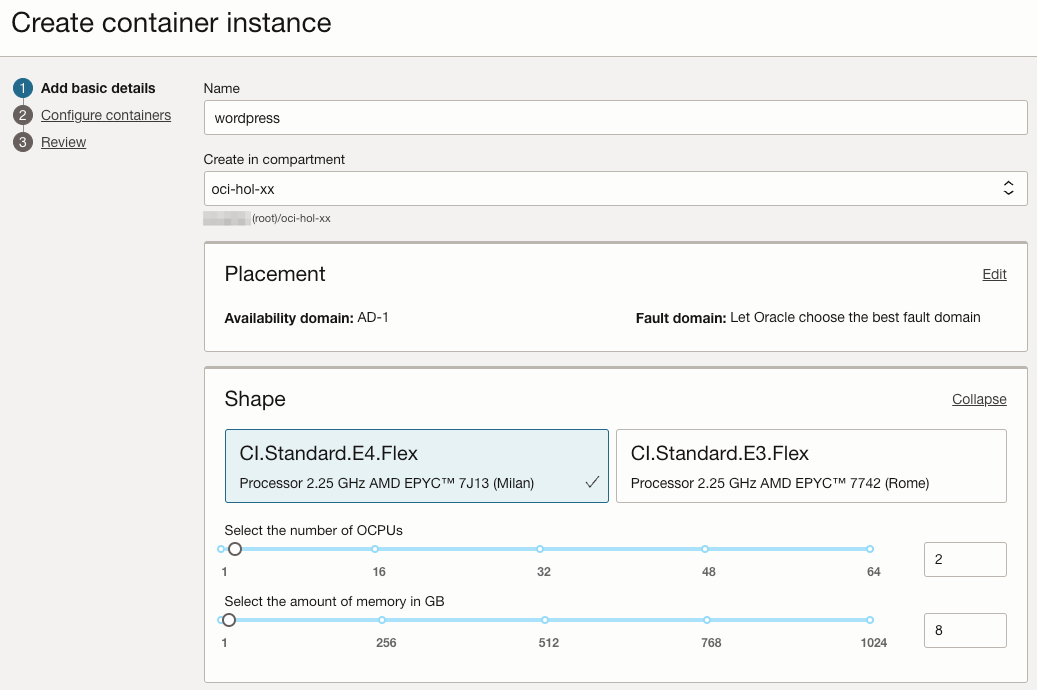 Create container instance
1 Add basic details
2 Configure containers
3 Review
Name
wordpress
Create in compartment
oci-hol-xx
(root)/oci-hol-xx
Placement
Edit
Availability domain: AD-1
Fault domain: Let Oracle choose the best fault domain
Shape
Collapse
CI.Standard.E4.Flex
Processor 2.25 GHz AMD EPYC™ 7J13 (Milan)
CI.Standard.E3.Flex
Processor 2.25 GHz AMD EPYC™ 7742 (Rome)
Select the number of OCPUs
1 16 32 48 64
2
Select the amount of memory in GB
1 256 512 768 1024
8